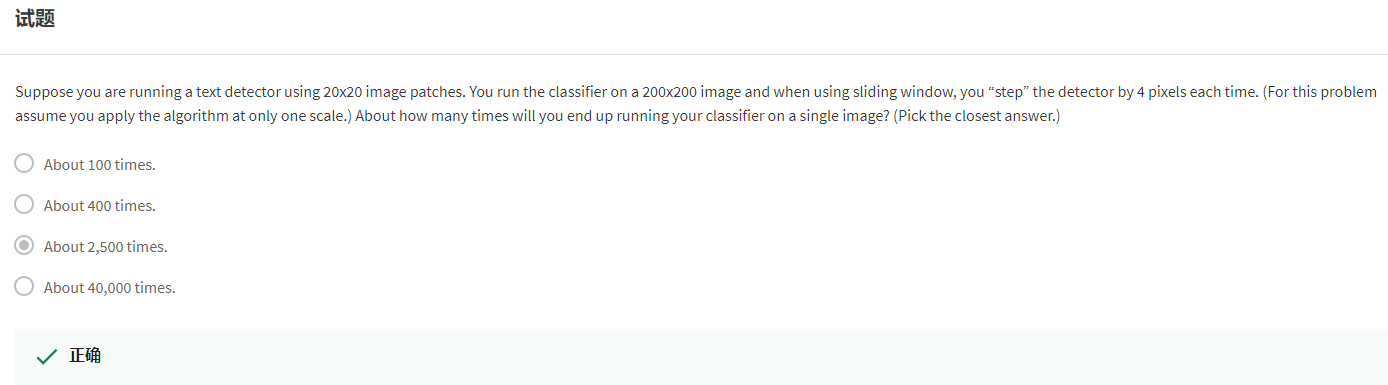 试题
Suppose you are running a text detector using 20x20 image patches. You run the classifier on a 200x200 image and when using sliding window, you “step” the detector by 4 pixels each time. (For this problem
assume you apply the algorithm at only one scale.) About how many times will you end up running your classifier on a single image? (Pick the closest answer.)
About 100 times.
About 400 times.
About 2,500 times.
About 40,000 times.
正确